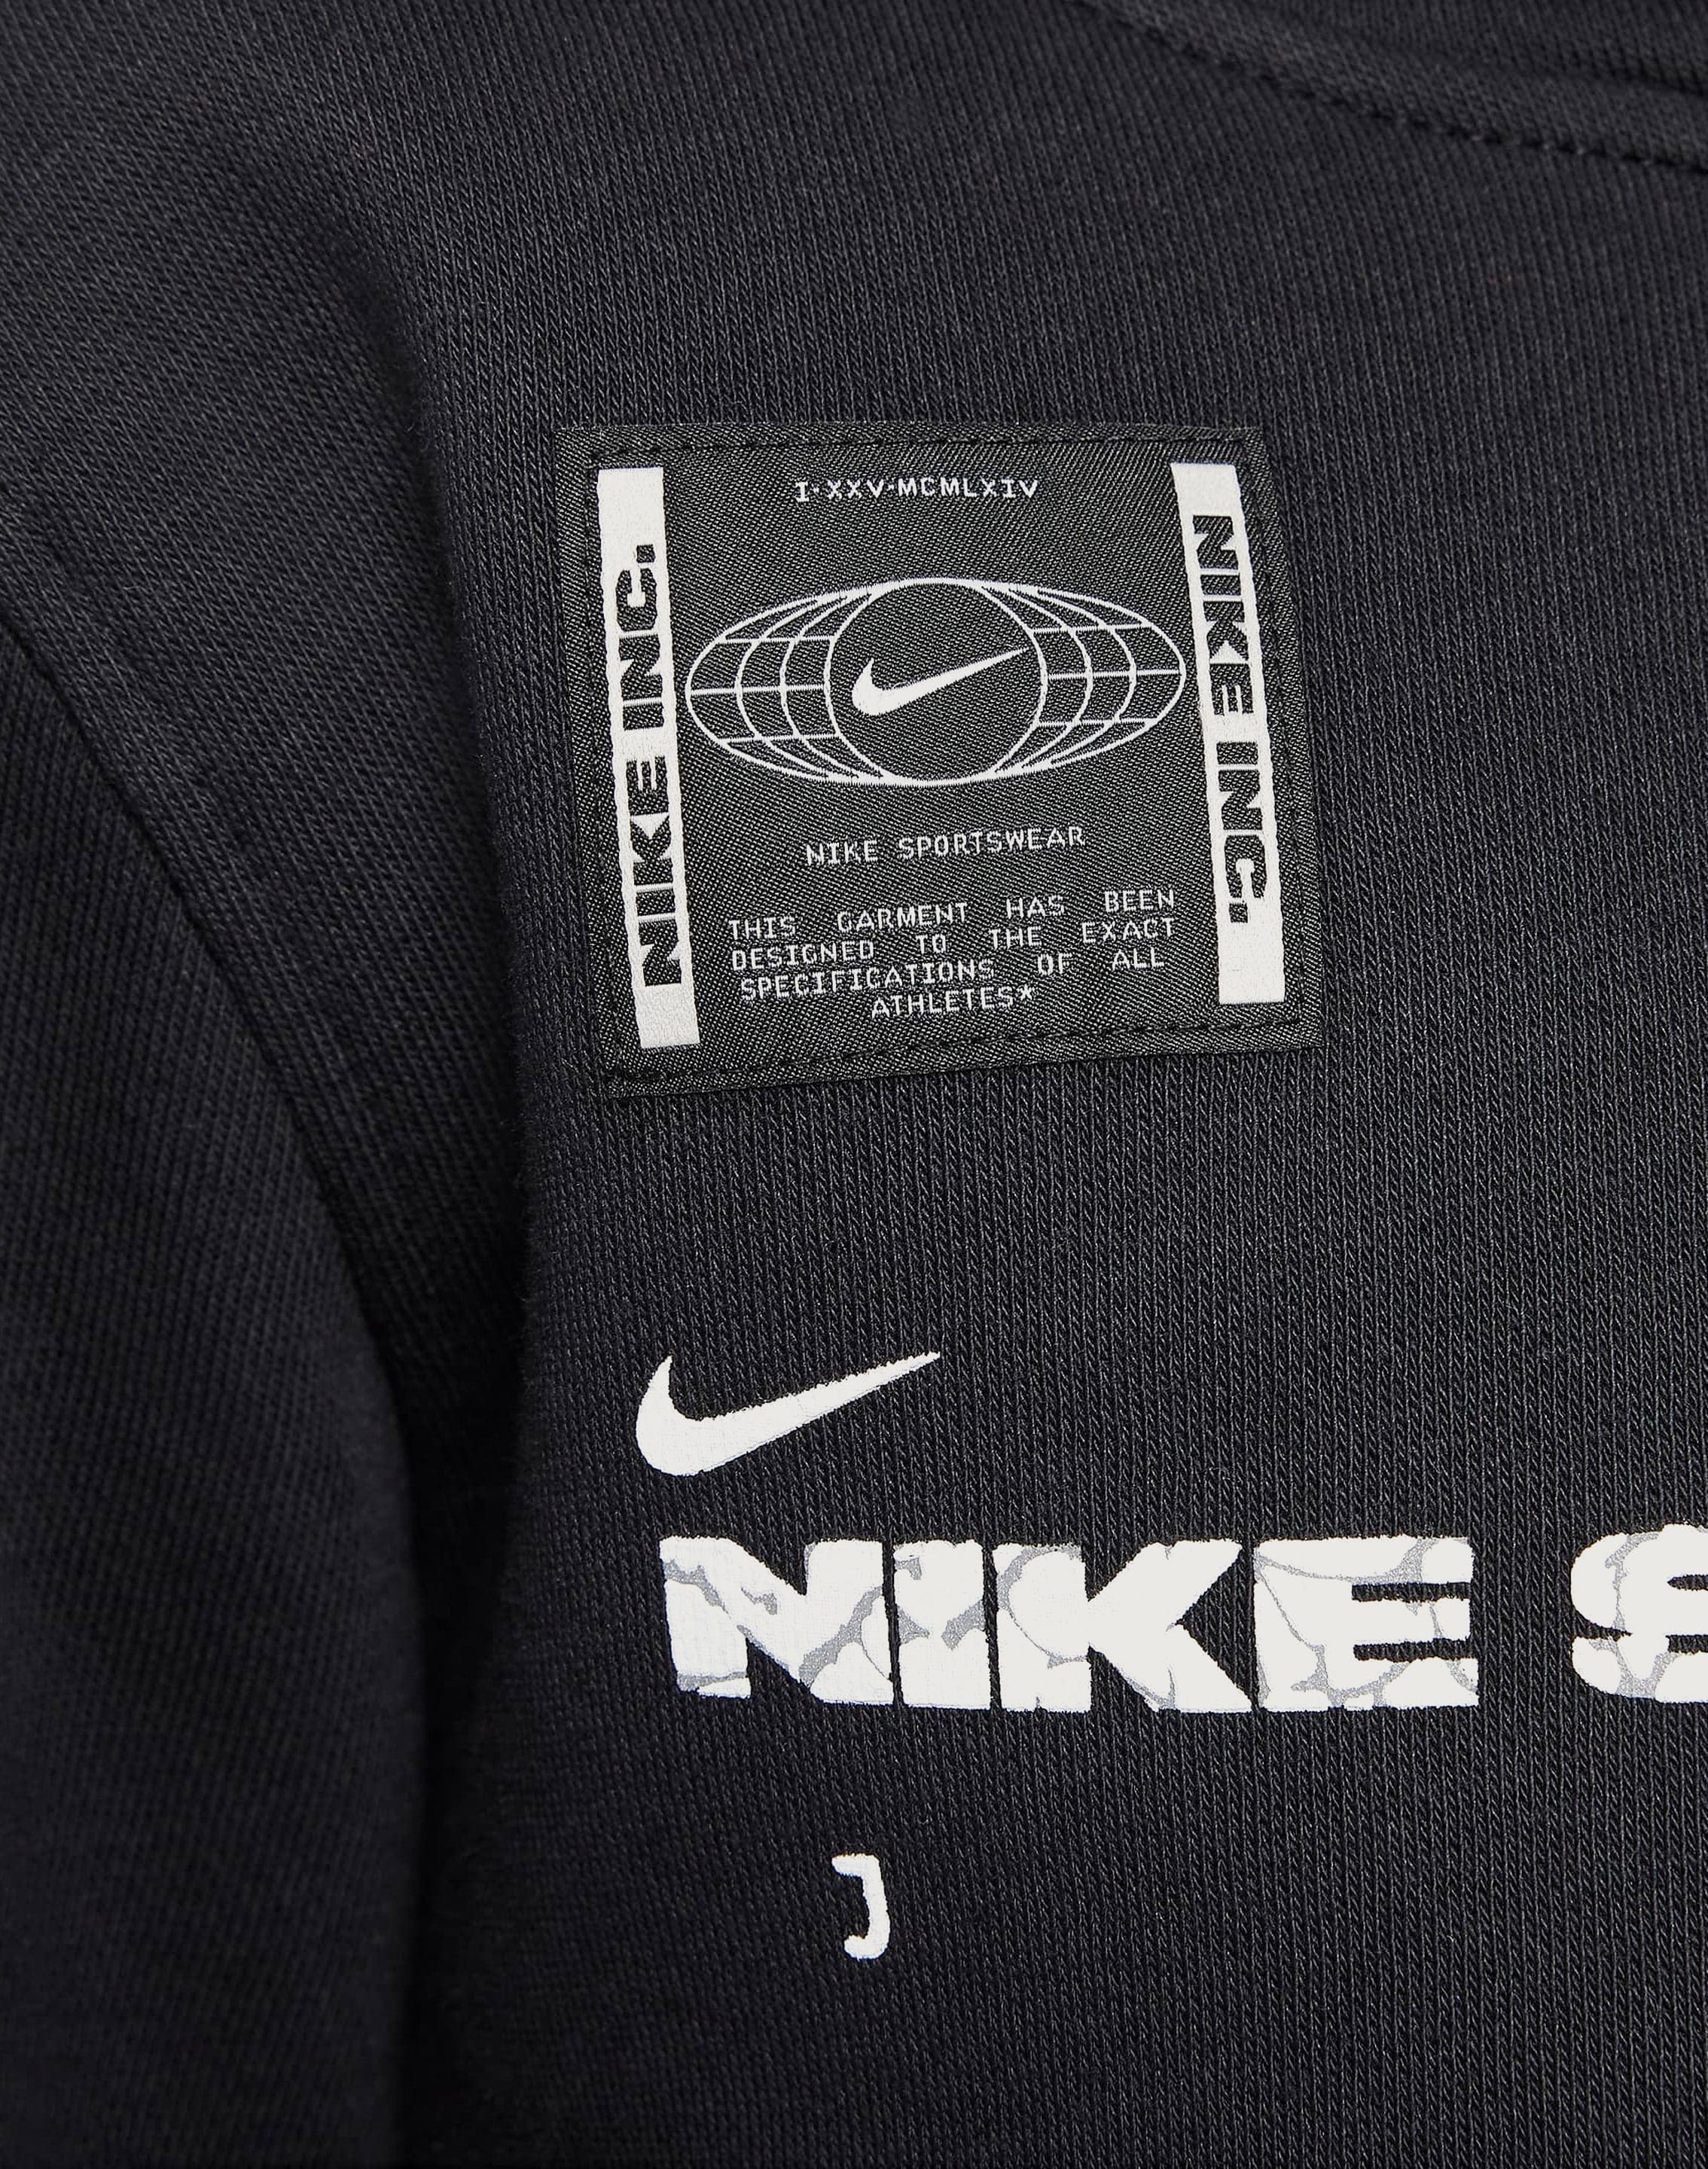 I·XXV·MCMLXIV
NIKE INC.
NIKE INC.
NIKE SPORTSWEAR
THIS GARMENT HAS BEEN
DESIGNED TO THE EXACT
SPECIFICATIONS OF ALL
ATHLETES*
NIKE S
J